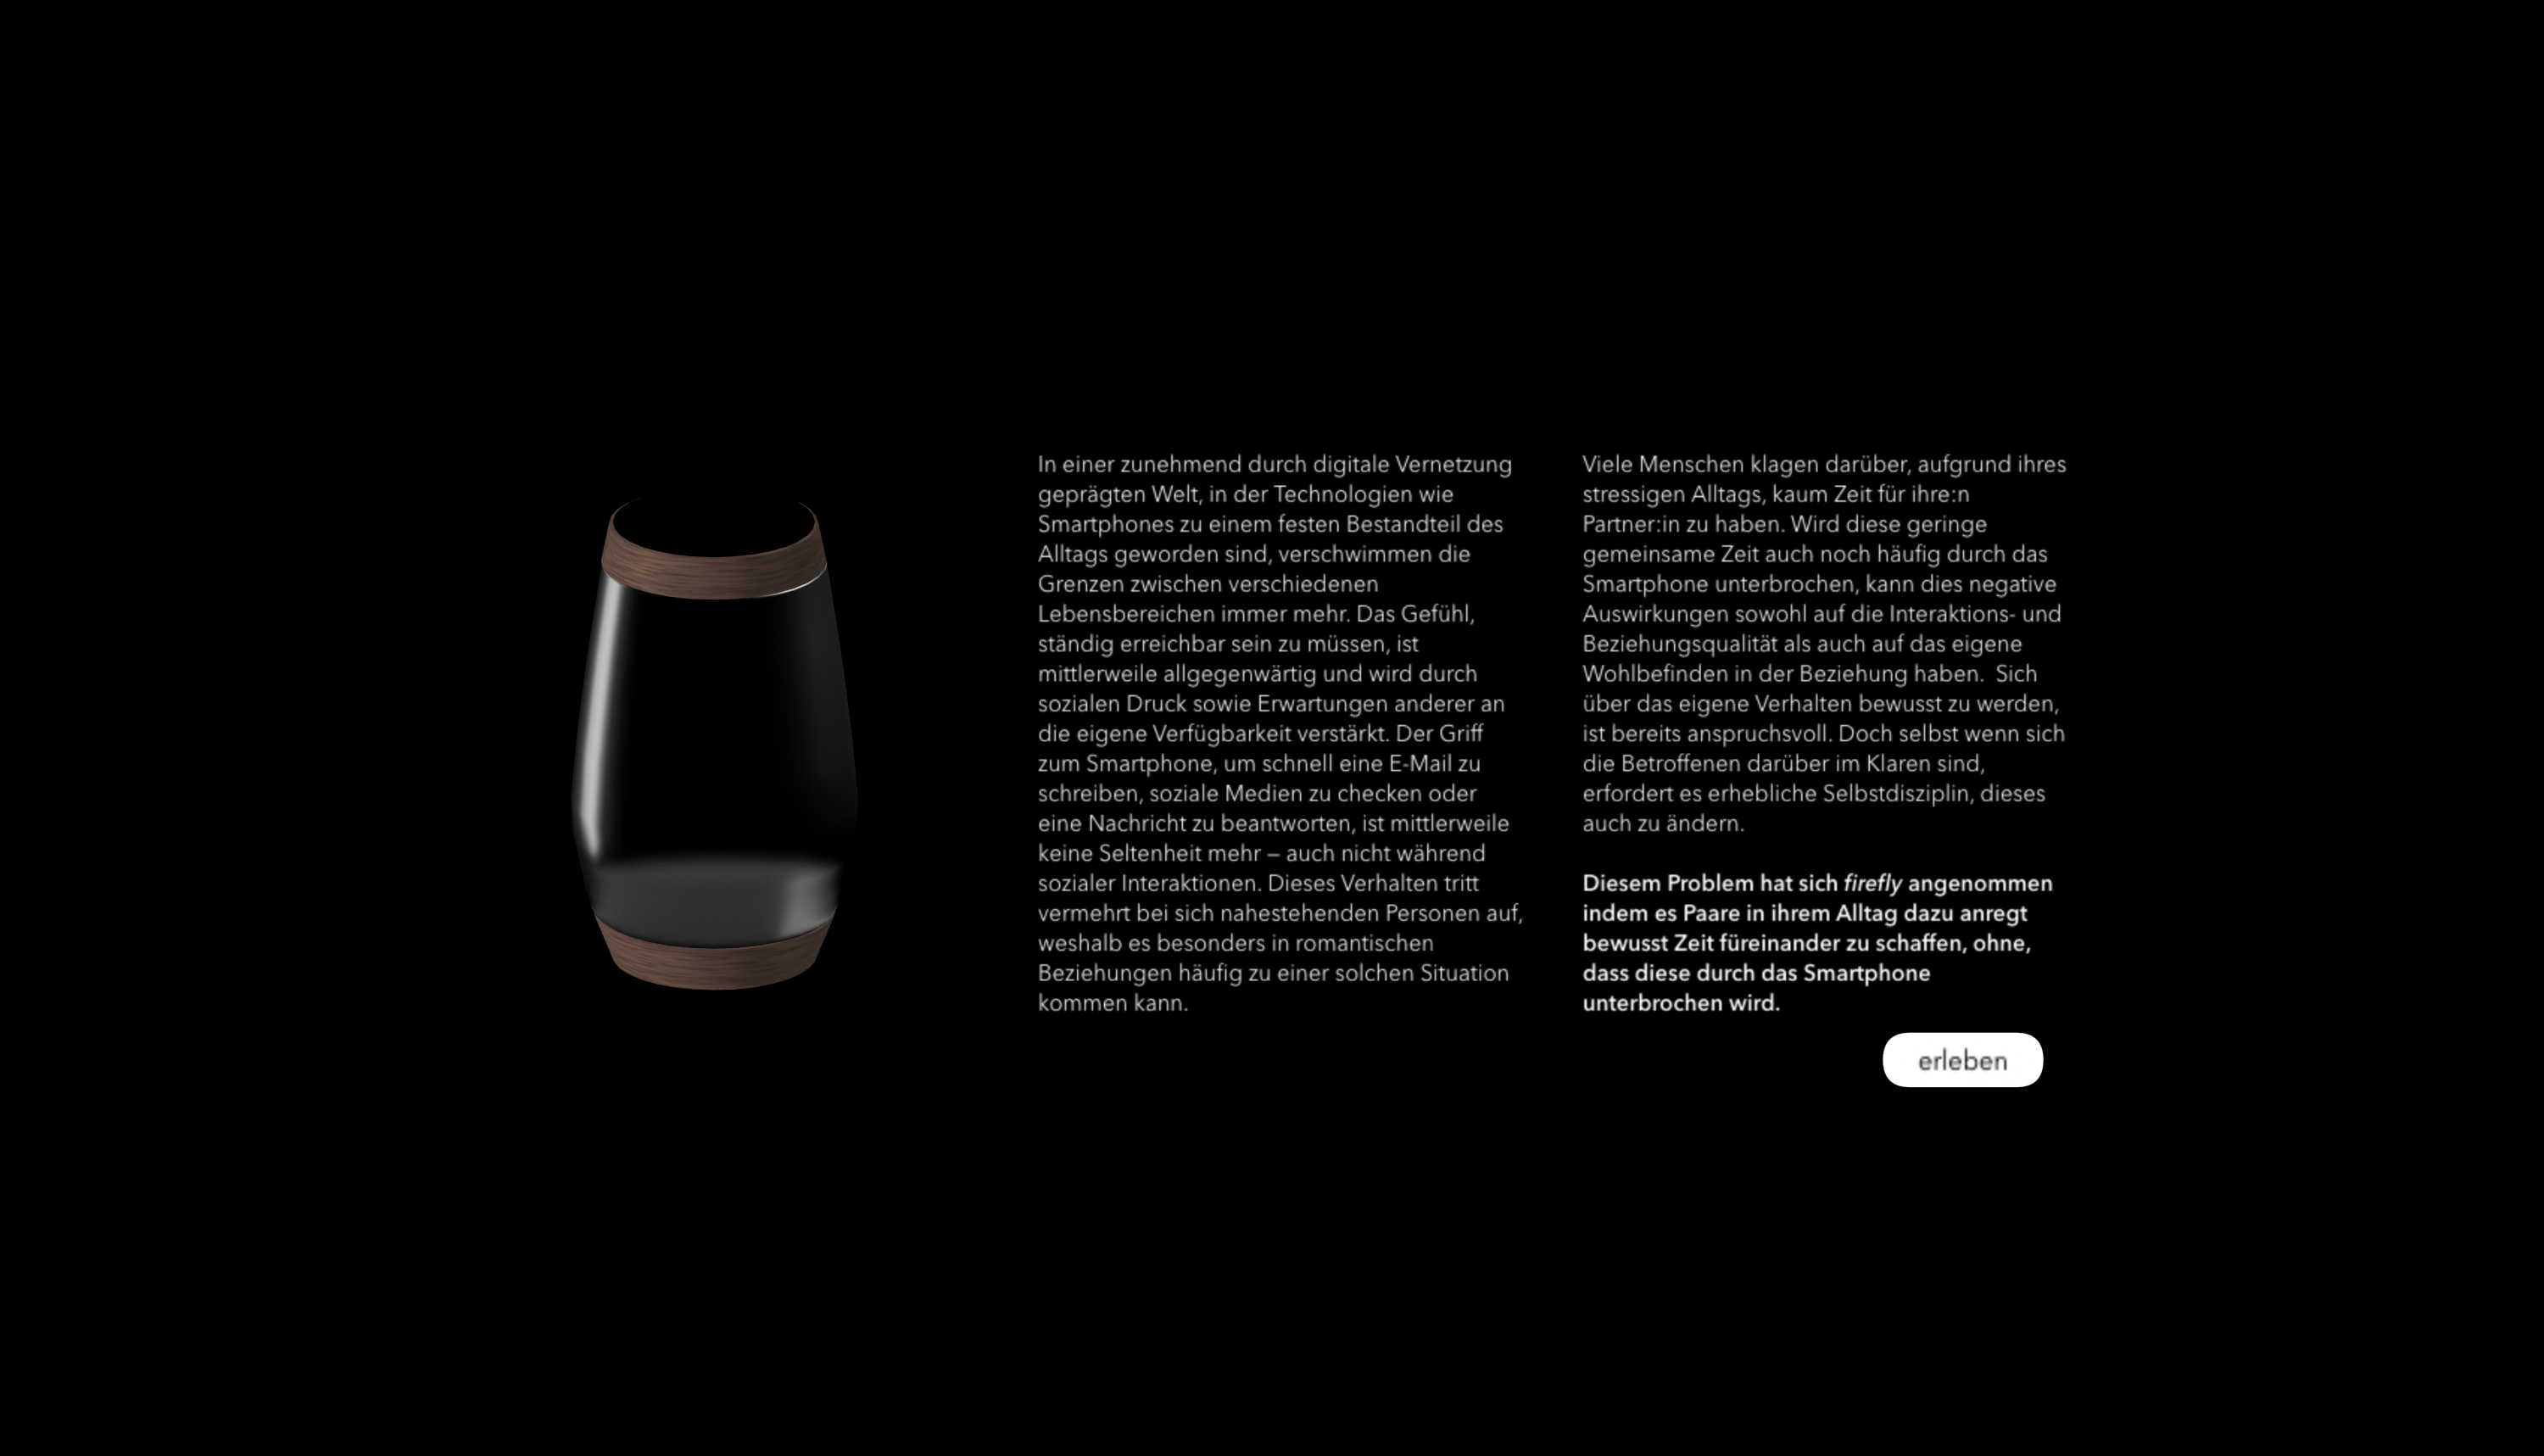 In einer zunehmend durch digitale Vernetzung
geprägten Welt, in der Technologien wie
Smartphones zu einem festen Bestandteil des
Alltags geworden sind, verschwimmen die
Grenzen zwischen verschiedenen
Lebensbereichen immer mehr. Das Gefühl,
ständig erreichbar sein zu müssen, ist
mittlerweile allgegenwärtig und wird durch
sozialen Druck sowie Erwartungen anderer an
die eigene Verfügbarkeit verstärkt. Der Griff
zum Smartphone, um schnell eine E-Mail zu
schreiben, soziale Medien zu checken oder
eine Nachricht zu beantworten, ist mittlerweile
keine Seltenheit mehr – auch nicht während
sozialer Interaktionen. Dieses Verhalten tritt
vermehrt bei sich nahestehenden Personen auf,
weshalb es besonders in romantischen
Beziehungen häufig zu einer solchen Situation
kommen kann.
Viele Menschen klagen darüber, aufgrund ihres
stressigen Alltags, kaum Zeit für ihre:n
Partner:in zu haben. Wird diese geringe
gemeinsame Zeit auch noch häufig durch das
Smartphone unterbrochen, kann dies negative
Auswirkungen sowohl auf die Interaktions- und
Beziehungsqualität als auch auf das eigene
Wohlbefinden in der Beziehung haben.  Sich
über das eigene Verhalten bewusst zu werden,
ist bereits anspruchsvoll. Doch selbst wenn sich
die Betroffenen darüber im Klaren sind,
erfordert es erhebliche Selbstdisziplin, dieses
auch zu ändern.
Diesem Problem hat sich firefly angenommen
indem es Paare in ihrem Alltag dazu anregt
bewusst Zeit füreinander zu schaffen, ohne,
dass diese durch das Smartphone
unterbrochen wird.
erleben